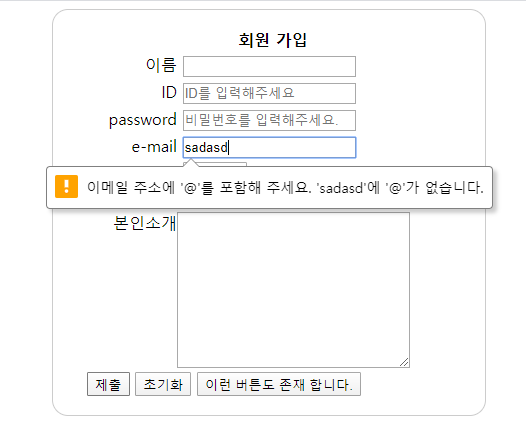 회원 가입
이름
ID ID를 입력해주세요
password 비밀번호를 입력해주세요.
e-mail sadasd
이메일 주소에 '@'를 포함해 주세요. 'sadasd'에 '@'가 없습니다.
본인소개
제출 초기화 이런 버튼도 존재 합니다.